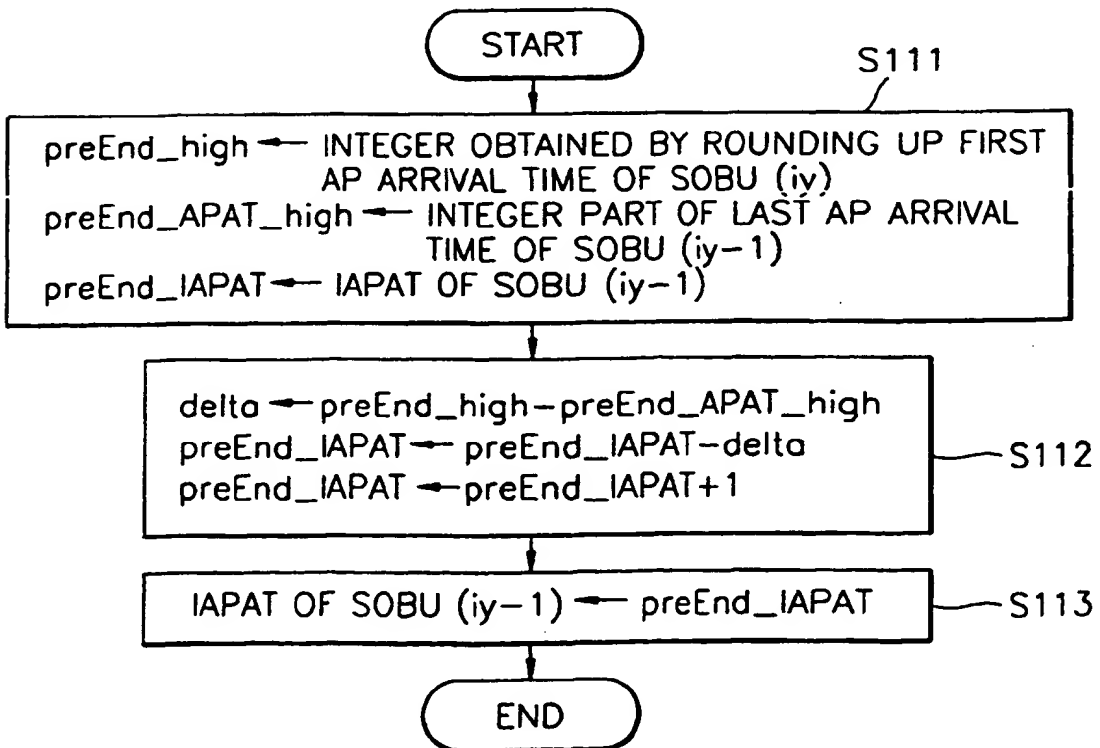 START
S111
preEnd_high ← INTEGER OBTAINED BY ROUNDING UP FIRST
AP ARRIVAL TIME OF SOBU (iy)
preEnd_APAT_high ← INTEGER PART OF LAST AP ARRIVAL
TIME OF SOBU (iy-1)
preEnd_IAPAT ← IAPAT OF SOBU (iy-1)
delta ← preEnd_high-preEnd_APAT_high
preEnd_IAPAT ← preEnd_IAPAT-delta
preEnd_IAPAT ← preEnd_IAPAT+1
S112
IAPAT OF SOBU (iy-1) ← preEnd_IAPAT
S113
END